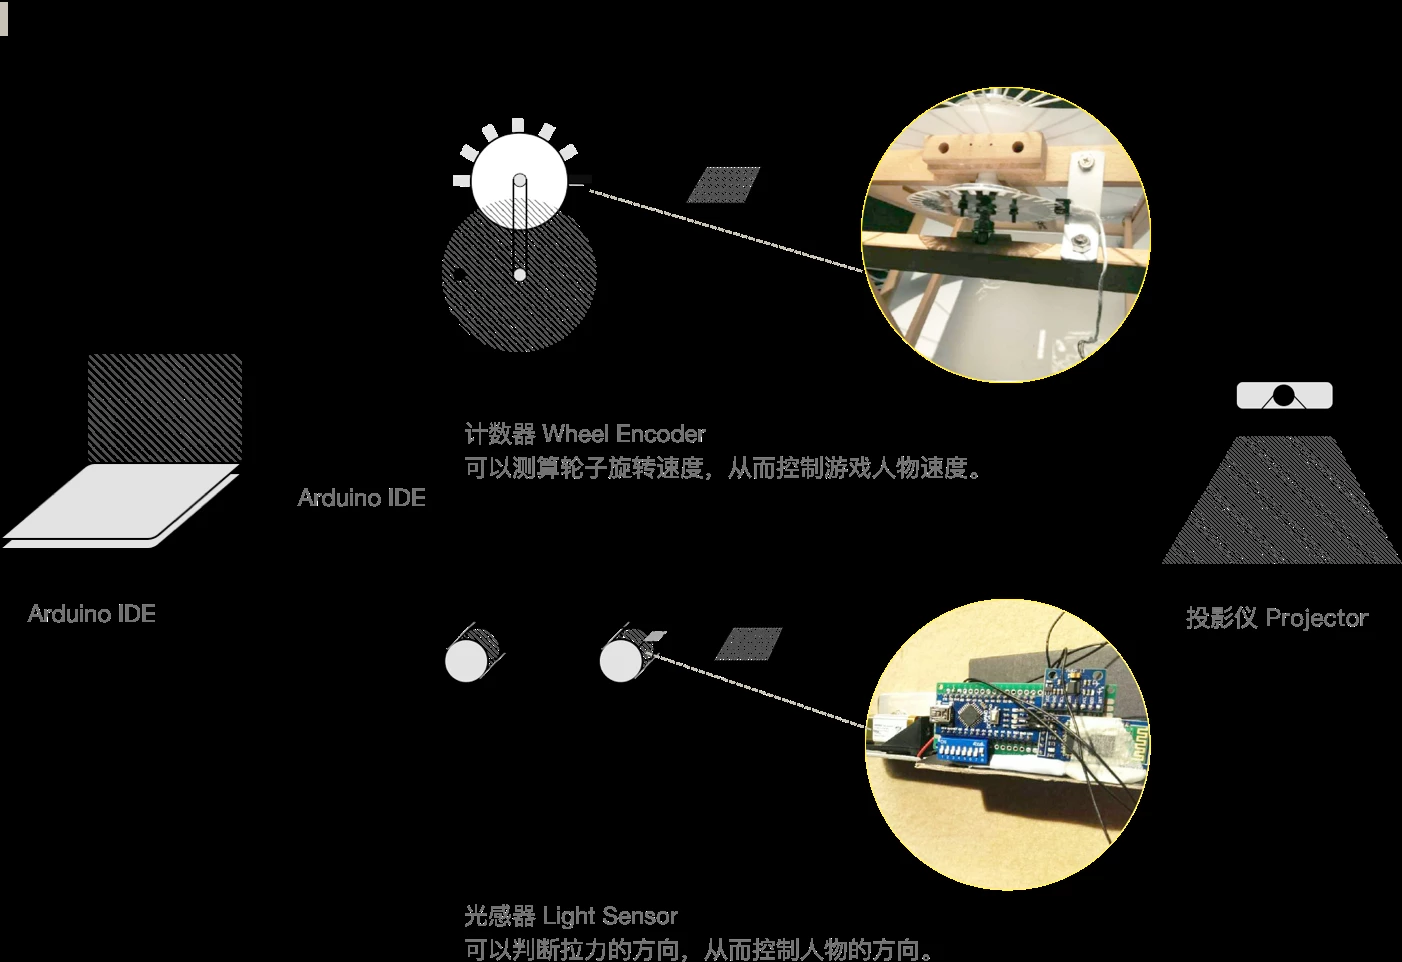 计数器 Wheel Encoder
可以测算轮子旋转速度，从而控制游戏人物速度。
Arduino IDE
Arduino IDE
投影仪 Projector
光感器 Light Sensor
可以判断拉力的方向，从而控制人物的方向。